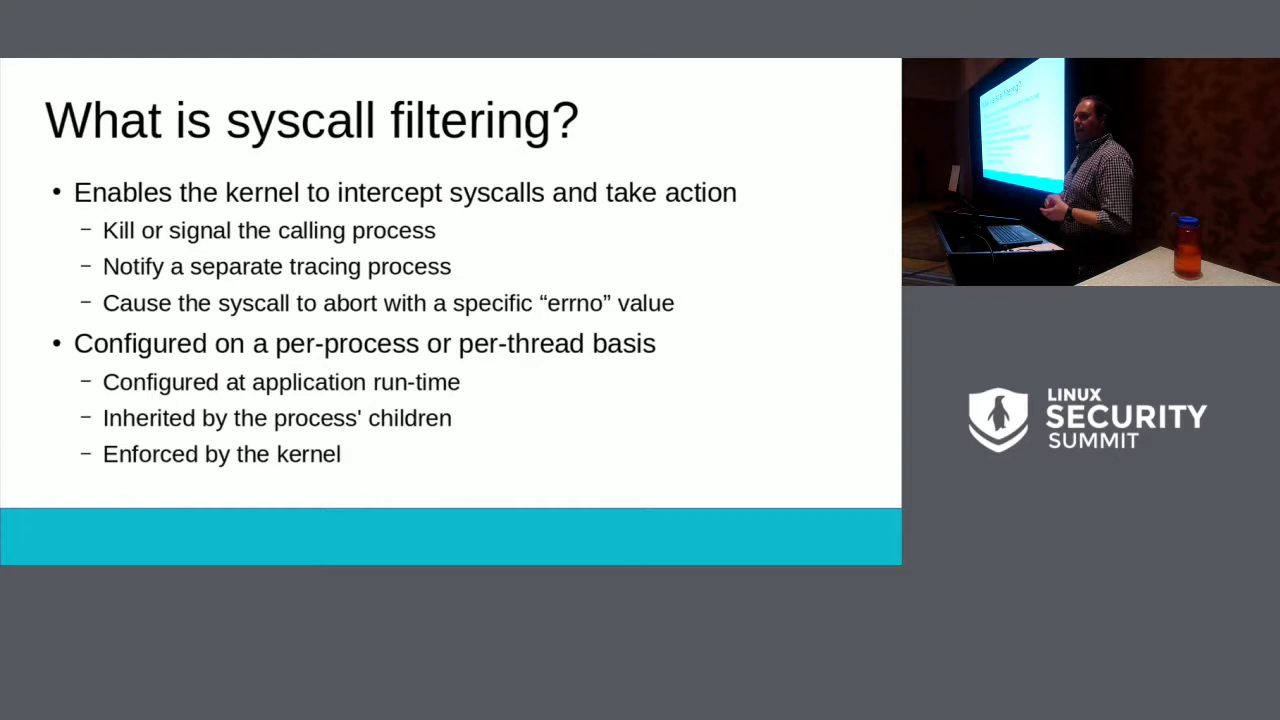 What is syscall filtering?
• Enables the kernel to intercept syscalls and take action
– Kill or signal the calling process
– Notify a separate tracing process
– Cause the syscall to abort with a specific “errno” value
• Configured on a per-process or per-thread basis
– Configured at application run-time
– Inherited by the process' children
– Enforced by the kernel
LINUX
SECURITY
SUMMIT